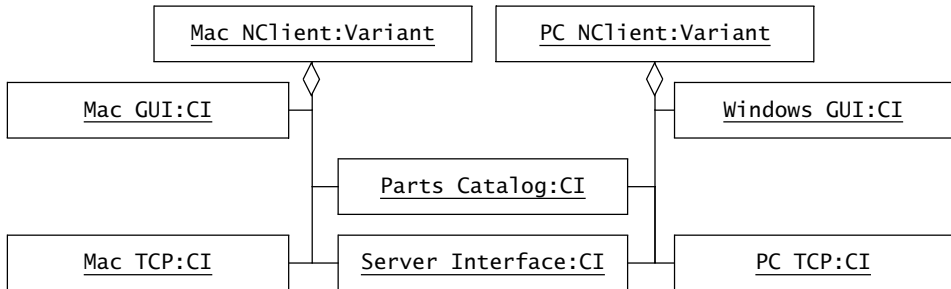 Mac NClient:Variant
PC NClient:Variant
Mac GUI:CI
Windows GUI:CI
Parts Catalog:CI
Mac TCP:CI
Server Interface:CI
PC TCP:CI